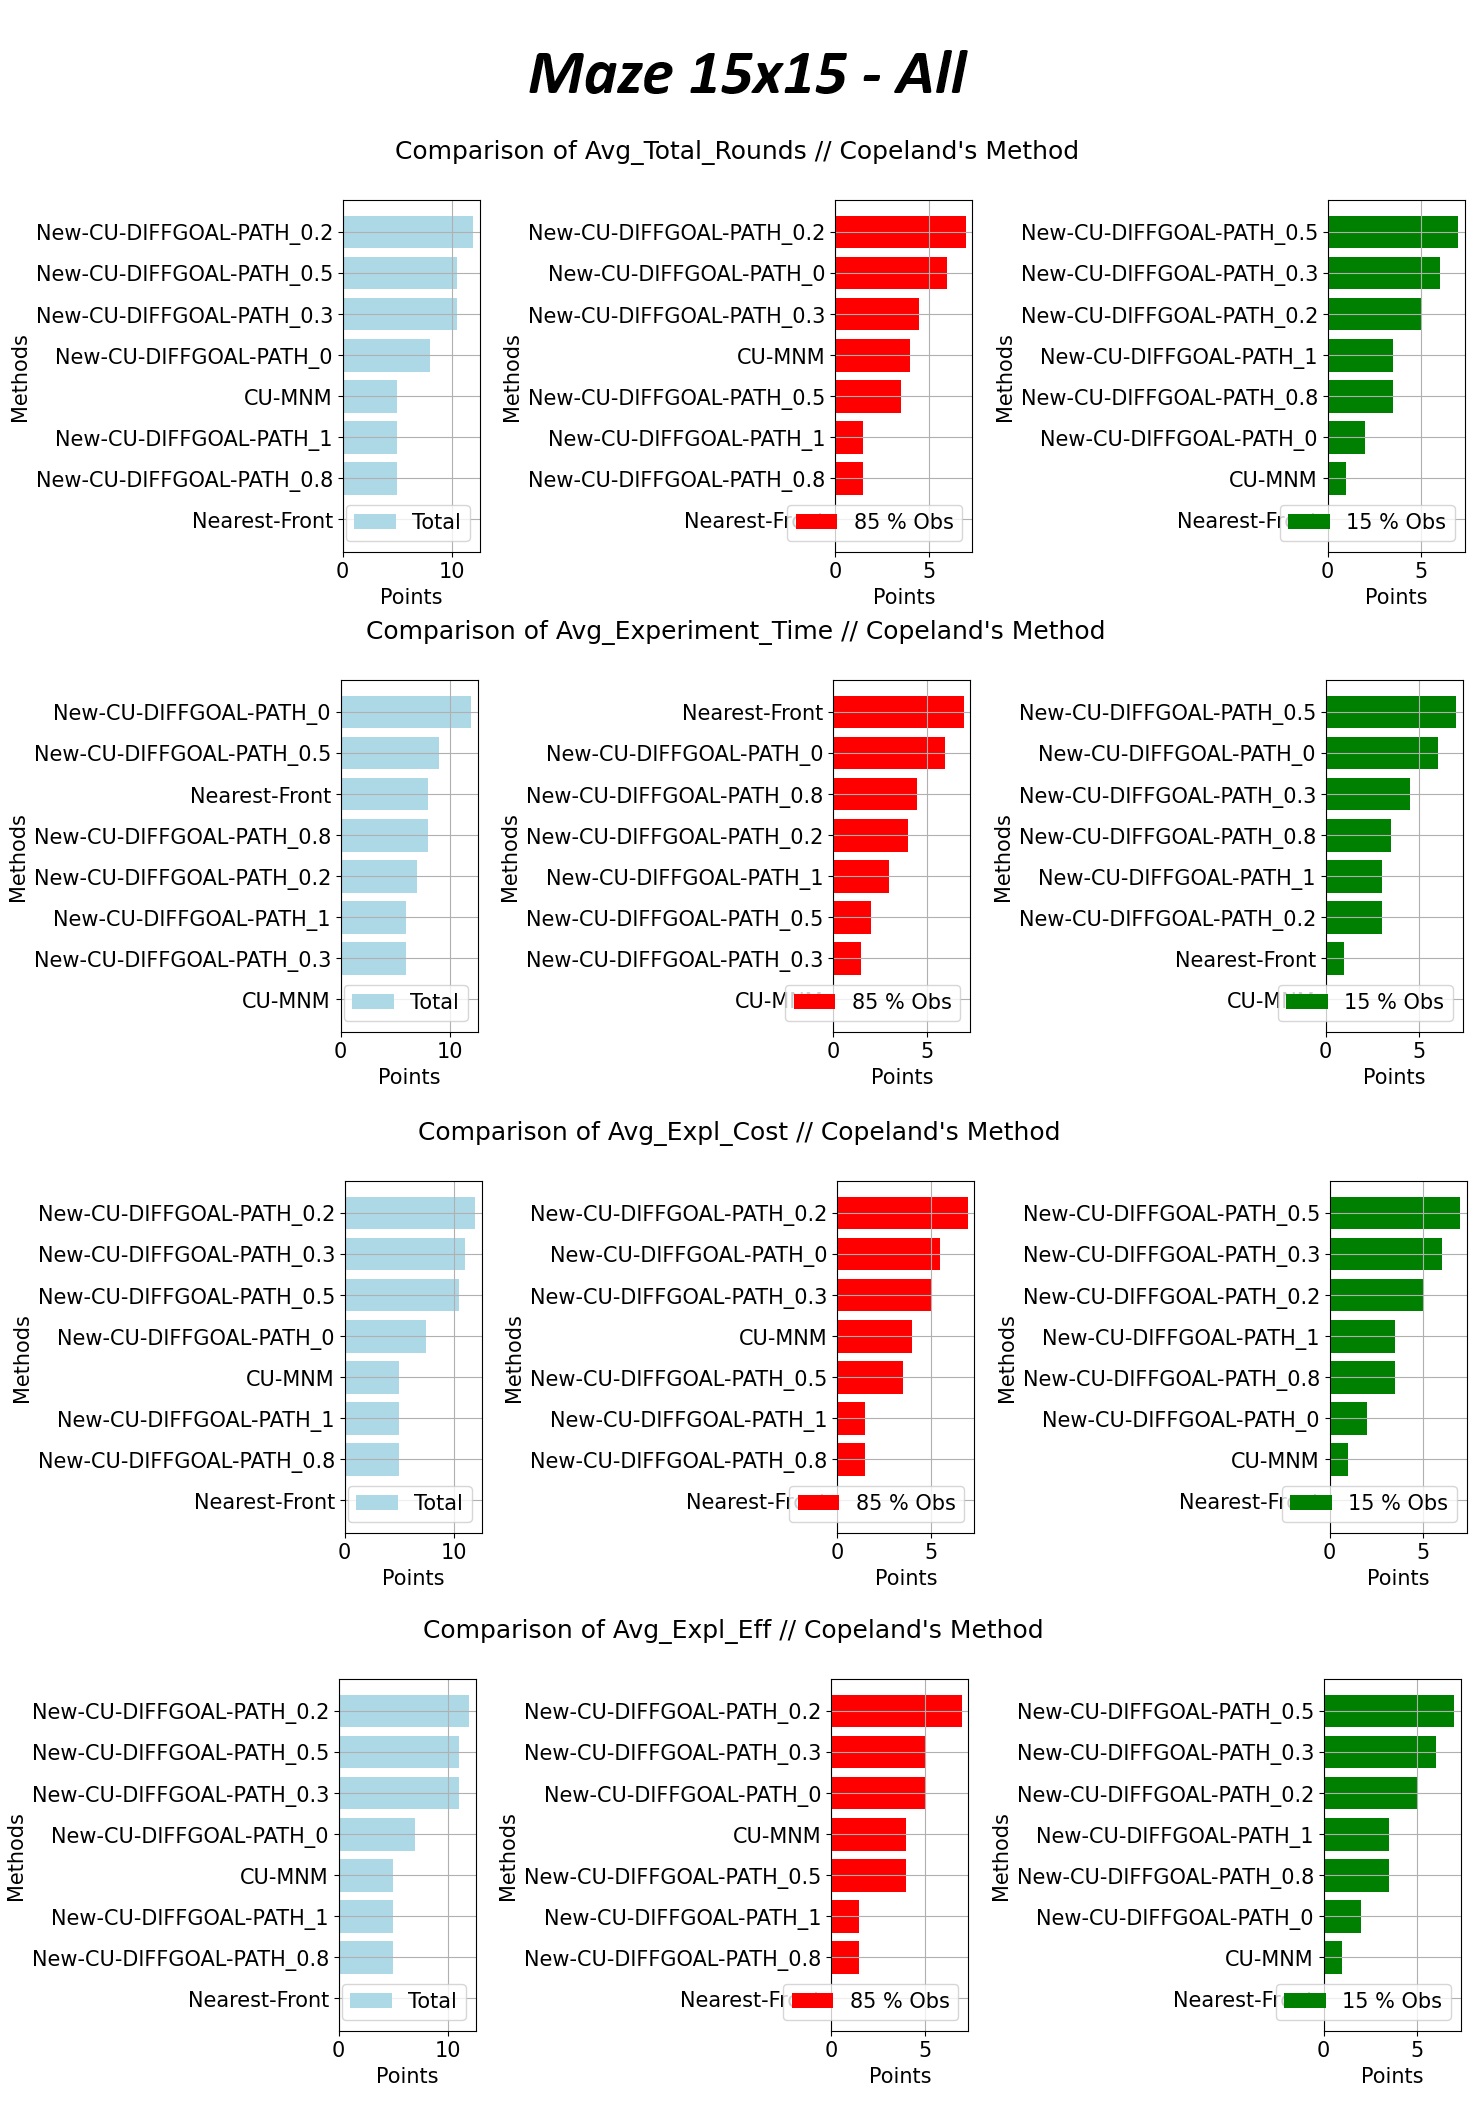 Maze 15x15 - All
Comparison of Avg_Total_Rounds // Copeland's Method
Methods
New-CU-DIFFGOAL-PATH_0.2
New-CU-DIFFGOAL-PATH_0.5
New-CU-DIFFGOAL-PATH_0.3
New-CU-DIFFGOAL-PATH_0
CU-MNM
New-CU-DIFFGOAL-PATH_1
New-CU-DIFFGOAL-PATH_0.8
Nearest-Front
Total
0 10
Points
Methods
New-CU-DIFFGOAL-PATH_0.2
New-CU-DIFFGOAL-PATH_0
New-CU-DIFFGOAL-PATH_0.3
CU-MNM
New-CU-DIFFGOAL-PATH_0.5
New-CU-DIFFGOAL-PATH_1
New-CU-DIFFGOAL-PATH_0.8
Nearest-Fr
85 % Obs
0 5
Points
Methods
New-CU-DIFFGOAL-PATH_0.5
New-CU-DIFFGOAL-PATH_0.3
New-CU-DIFFGOAL-PATH_0.2
New-CU-DIFFGOAL-PATH_1
New-CU-DIFFGOAL-PATH_0.8
New-CU-DIFFGOAL-PATH_0
CU-MNM
Nearest-Fr
15 % Obs
0 5
Points
Comparison of Avg_Experiment_Time // Copeland's Method
Methods
New-CU-DIFFGOAL-PATH_0
New-CU-DIFFGOAL-PATH_0.5
Nearest-Front
New-CU-DIFFGOAL-PATH_0.8
New-CU-DIFFGOAL-PATH_0.2
New-CU-DIFFGOAL-PATH_1
New-CU-DIFFGOAL-PATH_0.3
CU-MNM
Total
0 10
Points
Methods
Nearest-Front
New-CU-DIFFGOAL-PATH_0
New-CU-DIFFGOAL-PATH_0.8
New-CU-DIFFGOAL-PATH_0.2
New-CU-DIFFGOAL-PATH_1
New-CU-DIFFGOAL-PATH_0.5
New-CU-DIFFGOAL-PATH_0.3
CU-M
85 % Obs
0 5
Points
Methods
New-CU-DIFFGOAL-PATH_0.5
New-CU-DIFFGOAL-PATH_0
New-CU-DIFFGOAL-PATH_0.3
New-CU-DIFFGOAL-PATH_0.8
New-CU-DIFFGOAL-PATH_1
New-CU-DIFFGOAL-PATH_0.2
Nearest-Front
CU-M
15 % Obs
0 5
Points
Comparison of Avg_Expl_Cost // Copeland's Method
Methods
New-CU-DIFFGOAL-PATH_0.2
New-CU-DIFFGOAL-PATH_0.3
New-CU-DIFFGOAL-PATH_0.5
New-CU-DIFFGOAL-PATH_0
CU-MNM
New-CU-DIFFGOAL-PATH_1
New-CU-DIFFGOAL-PATH_0.8
Nearest-Front
Total
0 10
Points
Methods
New-CU-DIFFGOAL-PATH_0.2
New-CU-DIFFGOAL-PATH_0
New-CU-DIFFGOAL-PATH_0.3
CU-MNM
New-CU-DIFFGOAL-PATH_0.5
New-CU-DIFFGOAL-PATH_1
New-CU-DIFFGOAL-PATH_0.8
Nearest-Fr
85 % Obs
0 5
Points
Methods
New-CU-DIFFGOAL-PATH_0.5
New-CU-DIFFGOAL-PATH_0.3
New-CU-DIFFGOAL-PATH_0.2
New-CU-DIFFGOAL-PATH_1
New-CU-DIFFGOAL-PATH_0.8
New-CU-DIFFGOAL-PATH_0
CU-MNM
Nearest-Fr
15 % Obs
0 5
Points
Comparison of Avg_Expl_Eff // Copeland's Method
Methods
New-CU-DIFFGOAL-PATH_0.2
New-CU-DIFFGOAL-PATH_0.5
New-CU-DIFFGOAL-PATH_0.3
New-CU-DIFFGOAL-PATH_0
CU-MNM
New-CU-DIFFGOAL-PATH_1
New-CU-DIFFGOAL-PATH_0.8
Nearest-Front
Total
0 10
Points
Methods
New-CU-DIFFGOAL-PATH_0.2
New-CU-DIFFGOAL-PATH_0.3
New-CU-DIFFGOAL-PATH_0
CU-MNM
New-CU-DIFFGOAL-PATH_0.5
New-CU-DIFFGOAL-PATH_1
New-CU-DIFFGOAL-PATH_0.8
Nearest-Fr
85 % Obs
0 5
Points
Methods
New-CU-DIFFGOAL-PATH_0.5
New-CU-DIFFGOAL-PATH_0.3
New-CU-DIFFGOAL-PATH_0.2
New-CU-DIFFGOAL-PATH_1
New-CU-DIFFGOAL-PATH_0.8
New-CU-DIFFGOAL-PATH_0
CU-MNM
Nearest-Fr
15 % Obs
0 5
Points